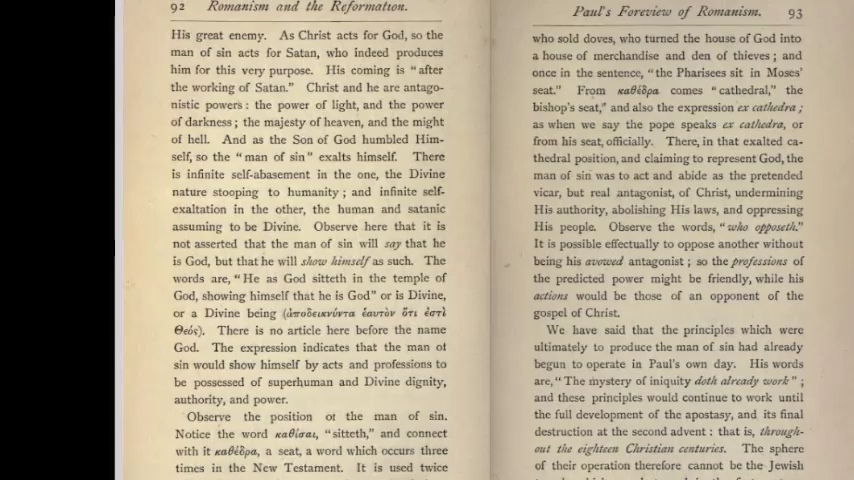 92 Romanism and the Reformation.
His great enemy. As Christ acts for God, so the
man of sin acts for Satan, who indeed produces
him for this very purpose. His coming is "after
the working of Satan." Christ and he are antago-
nistic powers: the power of light, and the power
of darkness; the majesty of heaven, and the might
of hell. And as the Son of God humbled Him-
self, so the "man of sin" exalts himself. There
is infinite self-abasement in the one, the Divine
nature stooping to humanity; and infinite self-
exaltation in the other, the human and satanic
assuming to be Divine. Observe here that it is
not asserted that the man of sin will say that he
is God, but that he will show himself as such. The
words are, "He as God sitteth in the temple of
God, showing himself that he is God" or is Divine,
or a Divine being (ἀποδεικνύντα ἑαυτὸν ὅτι ἐστὶ
Θεός). There is no article here before the name
God. The expression indicates that the man of
sin would show himself by acts and professions to
be possessed of superhuman and Divine dignity,
authority, and power.
Observe the position of the man of sin.
Notice the word καθίσαι, "sitteth," and connect
with it καθέδρα, a seat, a word which occurs three
times in the New Testament. It is used twice
Paul's Foreview of Romanism. 93
who sold doves, who turned the house of God into
a house of merchandise and den of thieves; and
once in the sentence, "the Pharisees sit in Moses'
seat." From καθέδρα comes "cathedral," the
bishop's seat," and also the expression ex cathedra;
as when we say the pope speaks ex cathedra, or
from his seat, officially. There, in that exalted ca-
thedral position, and claiming to represent God, the
man of sin was to act and abide as the pretended
vicar, but real antagonist, of Christ, undermining
His authority, abolishing His laws, and oppressing
His people. Observe the words, "who opposeth."
It is possible effectually to oppose another without
being his avowed antagonist; so the professions of
the predicted power might be friendly, while his
actions would be those of an opponent of the
gospel of Christ.
We have said that the principles which were
ultimately to produce the man of sin had already
begun to operate in Paul's own day. His words
are, "The mystery of iniquity doth already work";
and these principles would continue to work until
the full development of the apostasy, and its final
destruction at the second advent: that is, through-
out the eighteen Christian centuries. The sphere
of their operation therefore cannot be the Jewish